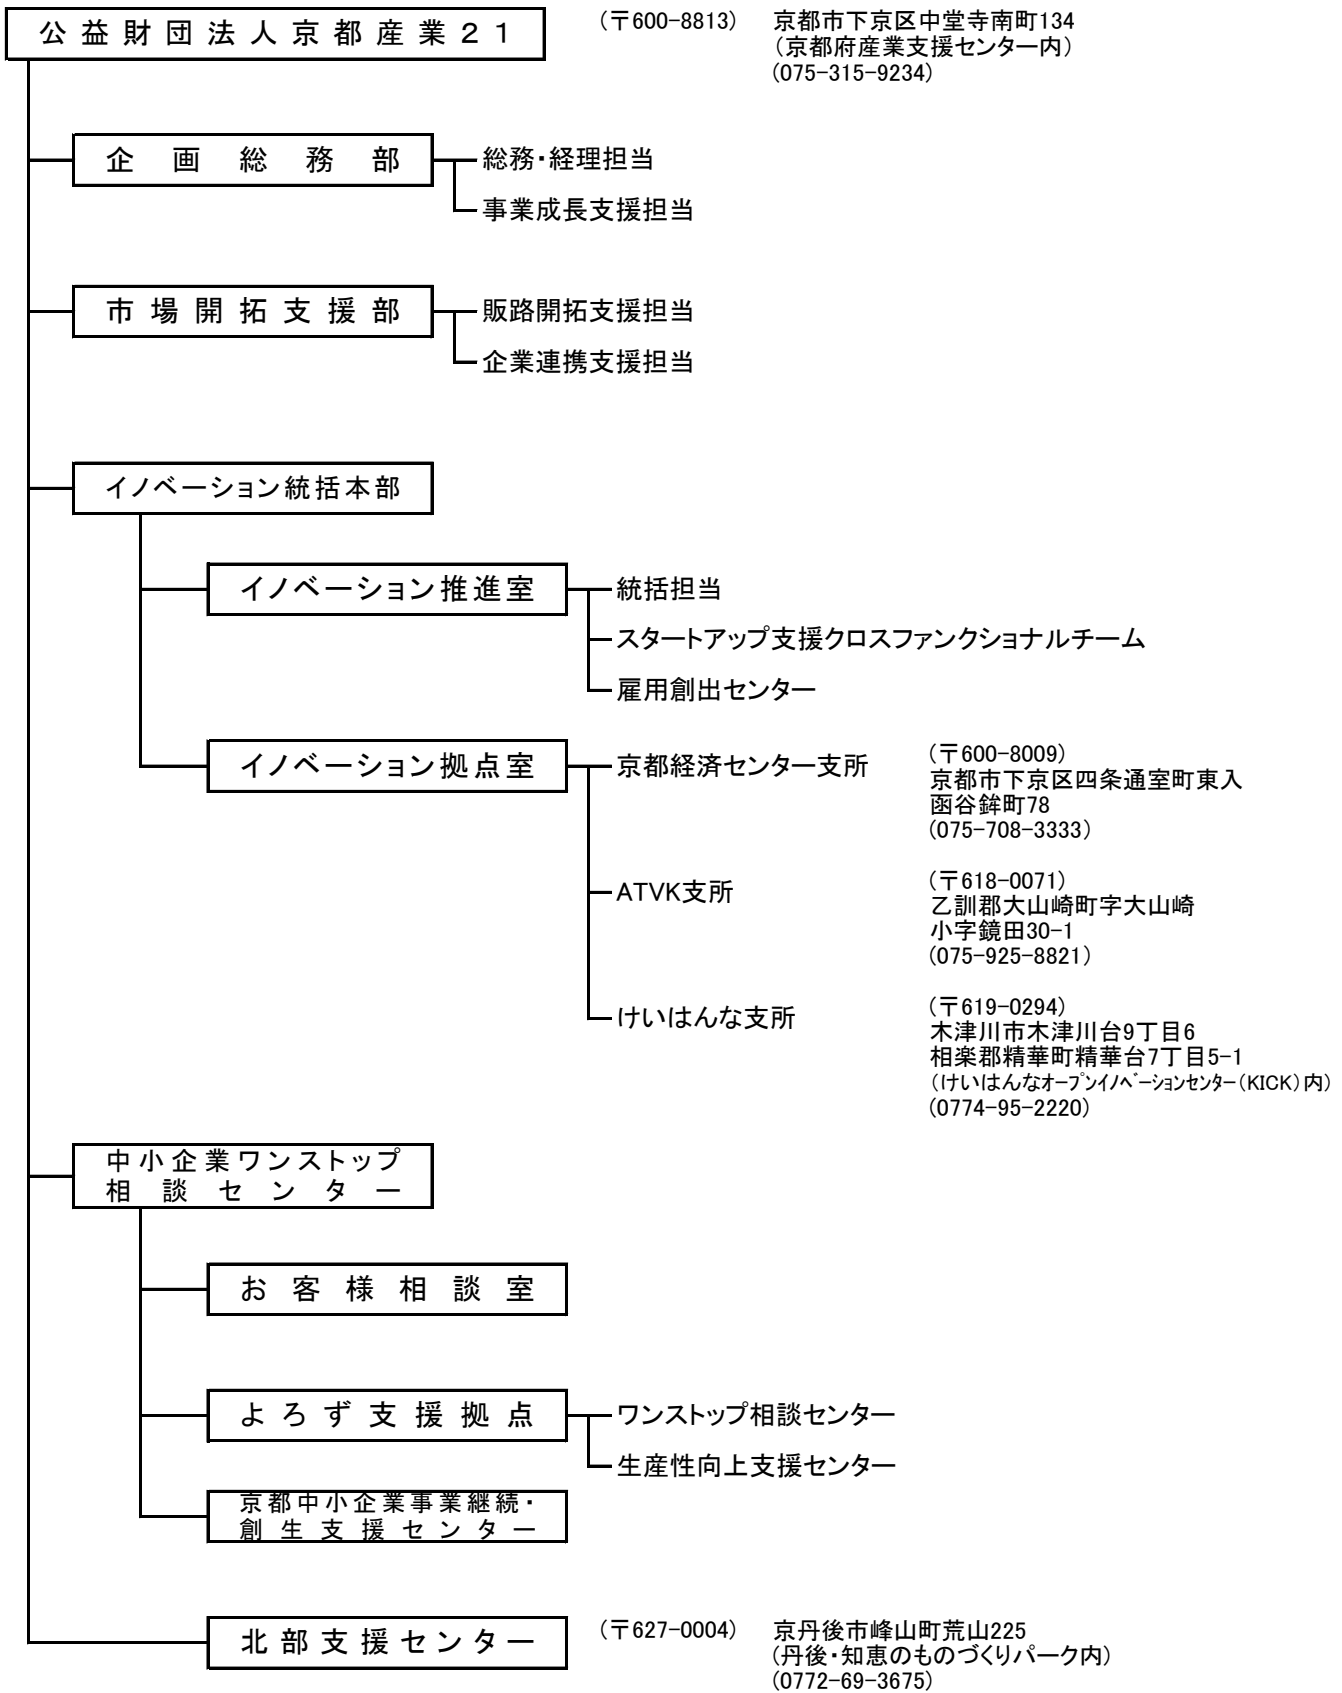 公益財団法人京都産業２１
（〒600-8813）　京都市下京区中堂寺南町134
（京都府産業支援センター内）
（075-315-9234）
企画総務部
総務・経理担当
事業成長支援担当
市場開拓支援部
販路開拓支援担当
企業連携支援担当
イノベーション統括本部
イノベーション推進室
統括担当
スタートアップ支援クロスファンクショナルチーム
雇用創出センター
イノベーション拠点室
京都経済センター支所
（〒600-8009）
京都市下京区四条通室町東入
函谷鉾町78
（075-708-3333）
ATVK支所
（〒618-0071）
乙訓郡大山崎町字大山崎
小字鏡田30-1
（075-925-8821）
けいはんな支所
（〒619-0294）
木津川市木津川台9丁目6
相楽郡精華町精華台7丁目5-1
（けいはんなｵｰﾌﾟﾝｲﾉﾍﾞｰｼｮﾝｾﾝﾀｰ（KICK）内）
（0774-95-2220）
中小企業ワンストップ
相談センター
お客様相談室
よろず支援拠点
ワンストップ相談センター
生産性向上支援センター
京都中小企業事業継続・
創生支援センター
北部支援センター
（〒627-0004）　京丹後市峰山町荒山225
（丹後・知恵のものづくりパーク内）
（0772-69-3675）